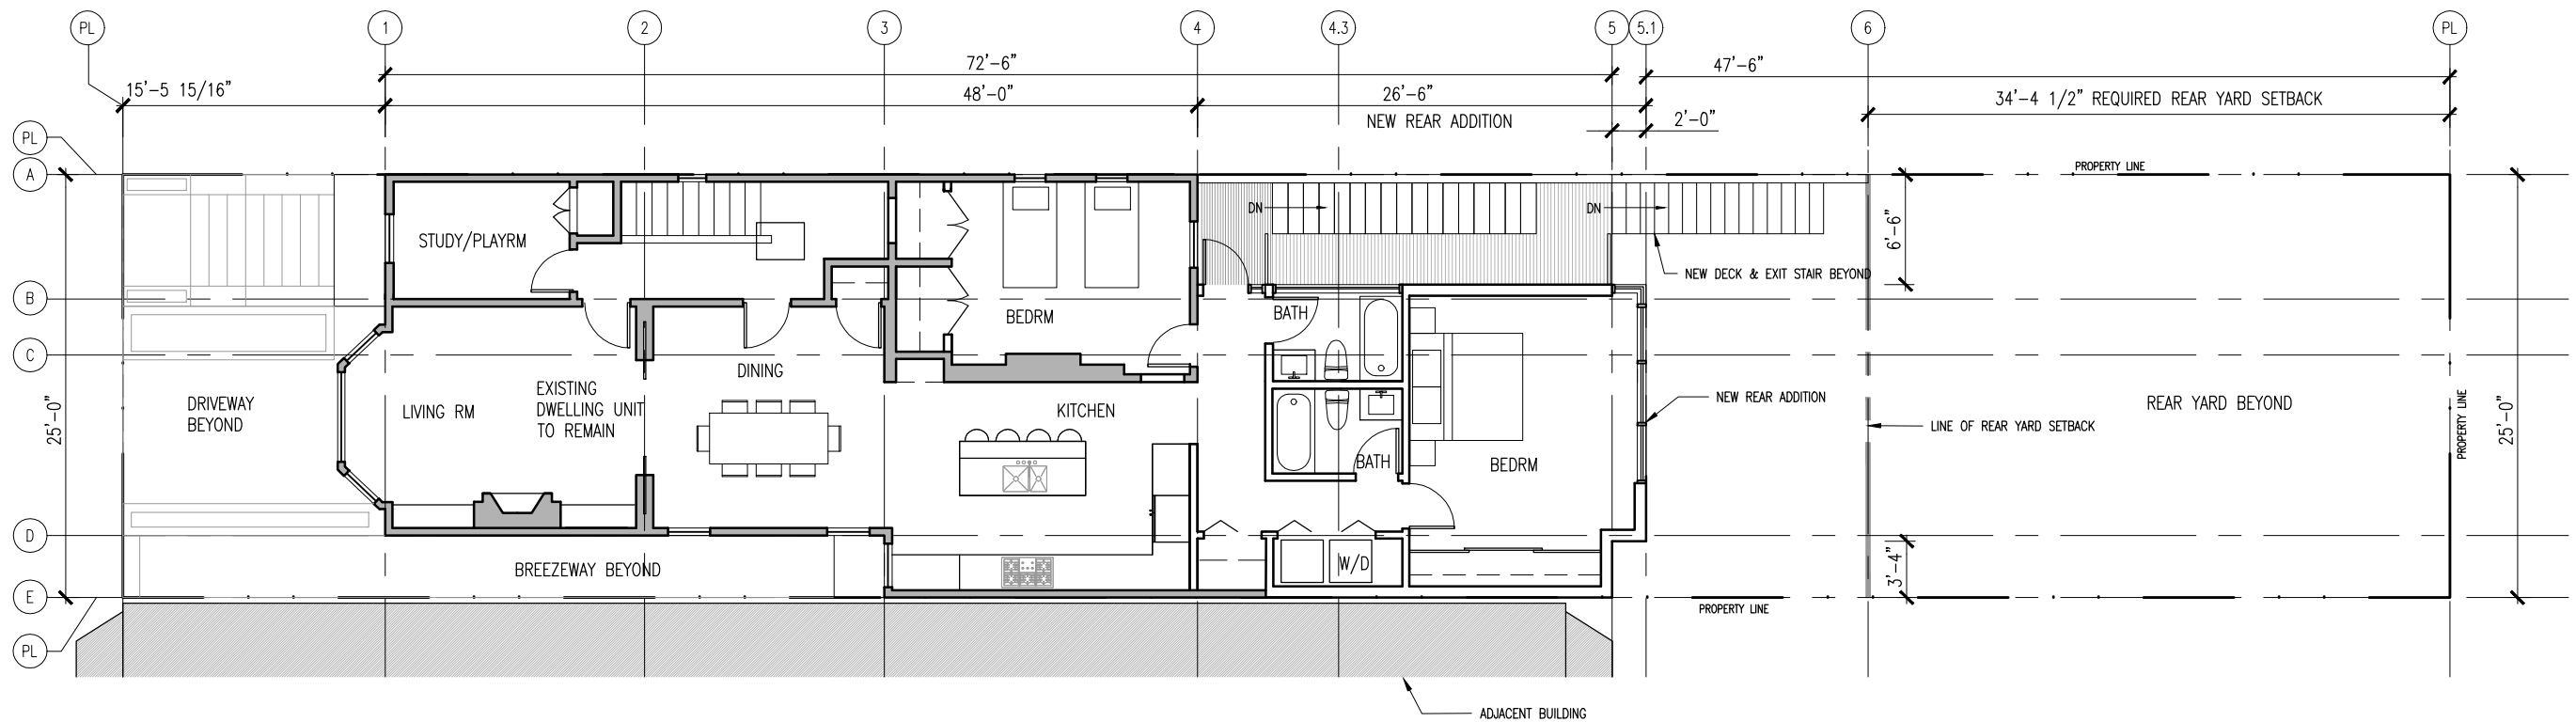 PL 1 2 3 4 4.3 5 5.1 6 PL
72'-6"
47'-6"
15'-5 15/16"
48'-0"
26'-6"
34'-4 1/2" REQUIRED REAR YARD SETBACK
NEW REAR ADDITION
2'-0"
PL
A
PROPERTY LINE
DN
DN
6'-6"
STUDY/PLAYRM
NEW DECK & EXIT STAIR BEYOND
B
BEDRM
BATH
C
DINING
EXISTING
DWELLING UNIT
TO REMAIN
LIVING RM
DRIVEWAY
BEYOND
KITCHEN
NEW REAR ADDITION
REAR YARD BEYOND
LINE OF REAR YARD SETBACK
25'-0"
PROPERTY LINE
25'-0"
BATH
BEDRM
D
W/D
BREEZEWAY BEYOND
3'-4"
E
PROPERTY LINE
PL
ADJACENT BUILDING